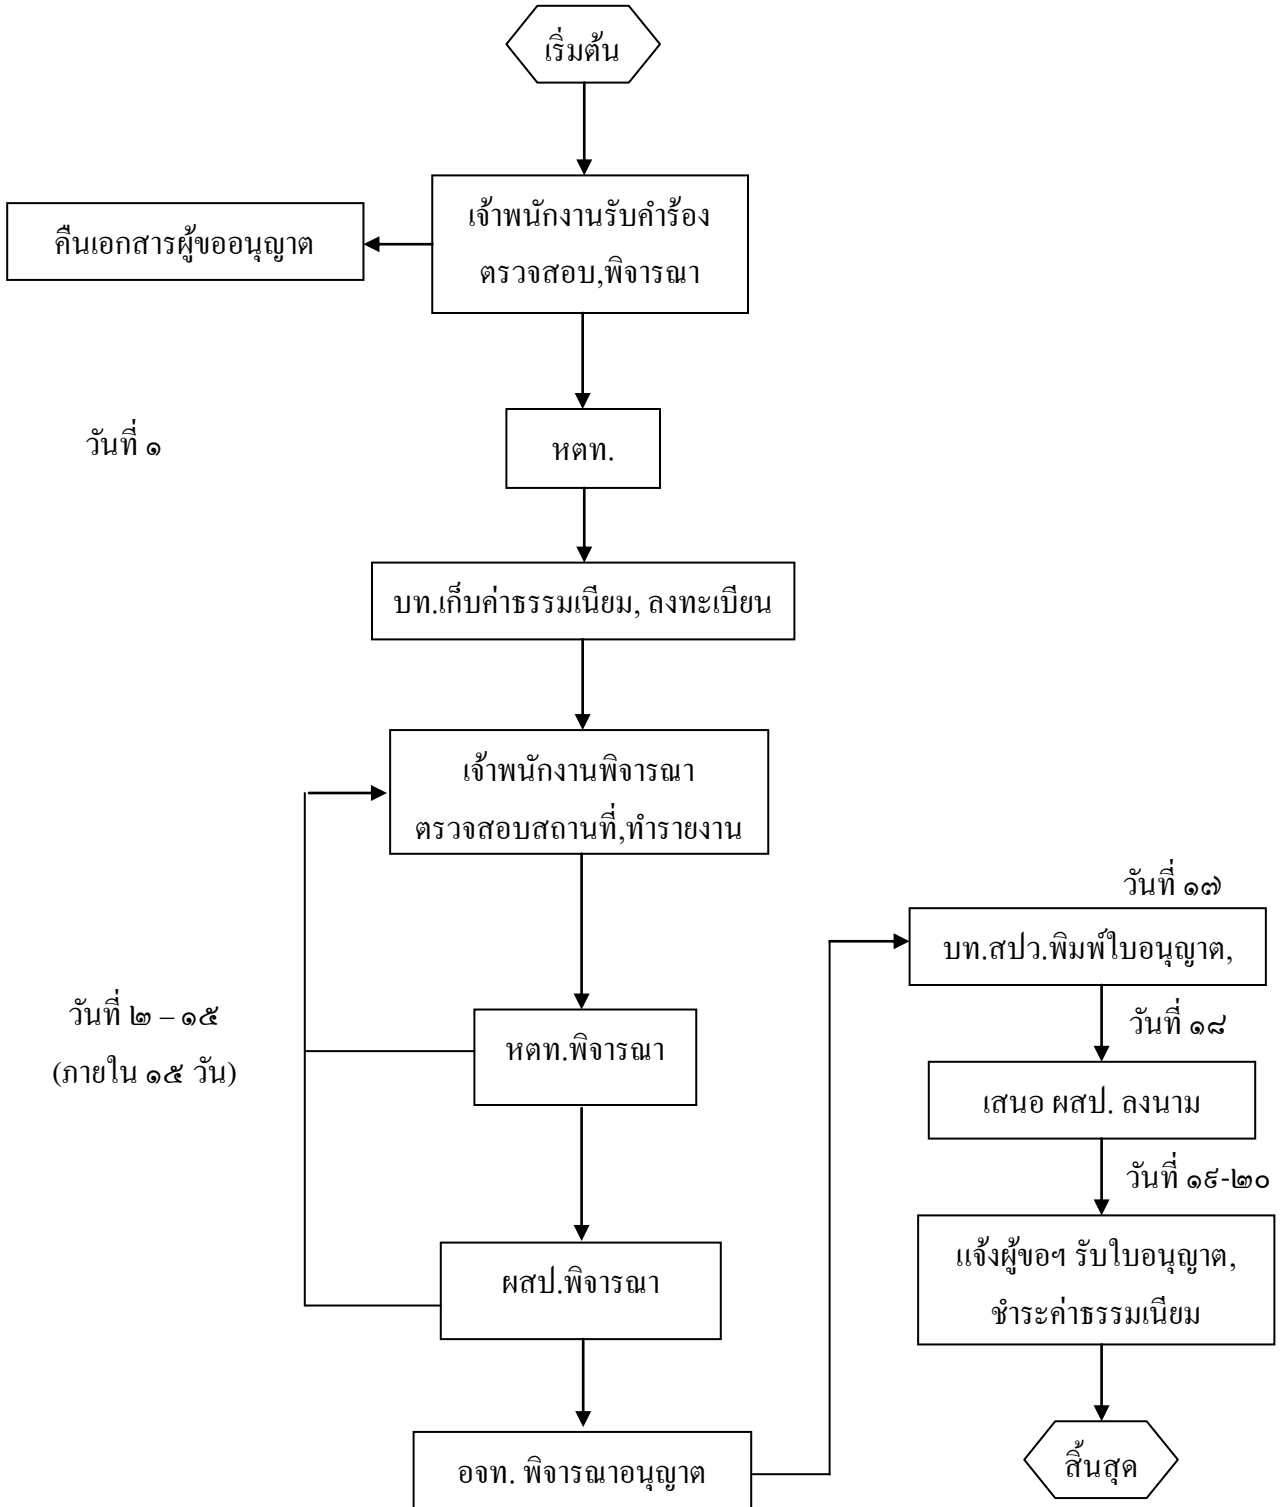 เริ่มต้น
เจ้าพนักงานรับคำร้อง
ตรวจสอบ,พิจารณา
คืนเอกสารผู้ขออนุญาต
วันที่ ๑
หตท.
บท.เก็บค่าธรรมเนียม, ลงทะเบียน
เจ้าพนักงานพิจารณา
ตรวจสอบสถานที่,ทำรายงาน
วันที่ ๒ – ๑๕
(ภายใน ๑๕ วัน)
หตท.พิจารณา
ผสป.พิจารณา
อจท. พิจารณาอนุญาต
วันที่ ๑๗
บท.สปว.พิมพ์ใบอนุญาต,
วันที่ ๑๘
เสนอ ผสป. ลงนาม
วันที่ ๑๙-๒๐
แจ้งผู้ขอฯ รับใบอนุญาต,
ชำระค่าธรรมเนียม
สิ้นสุด